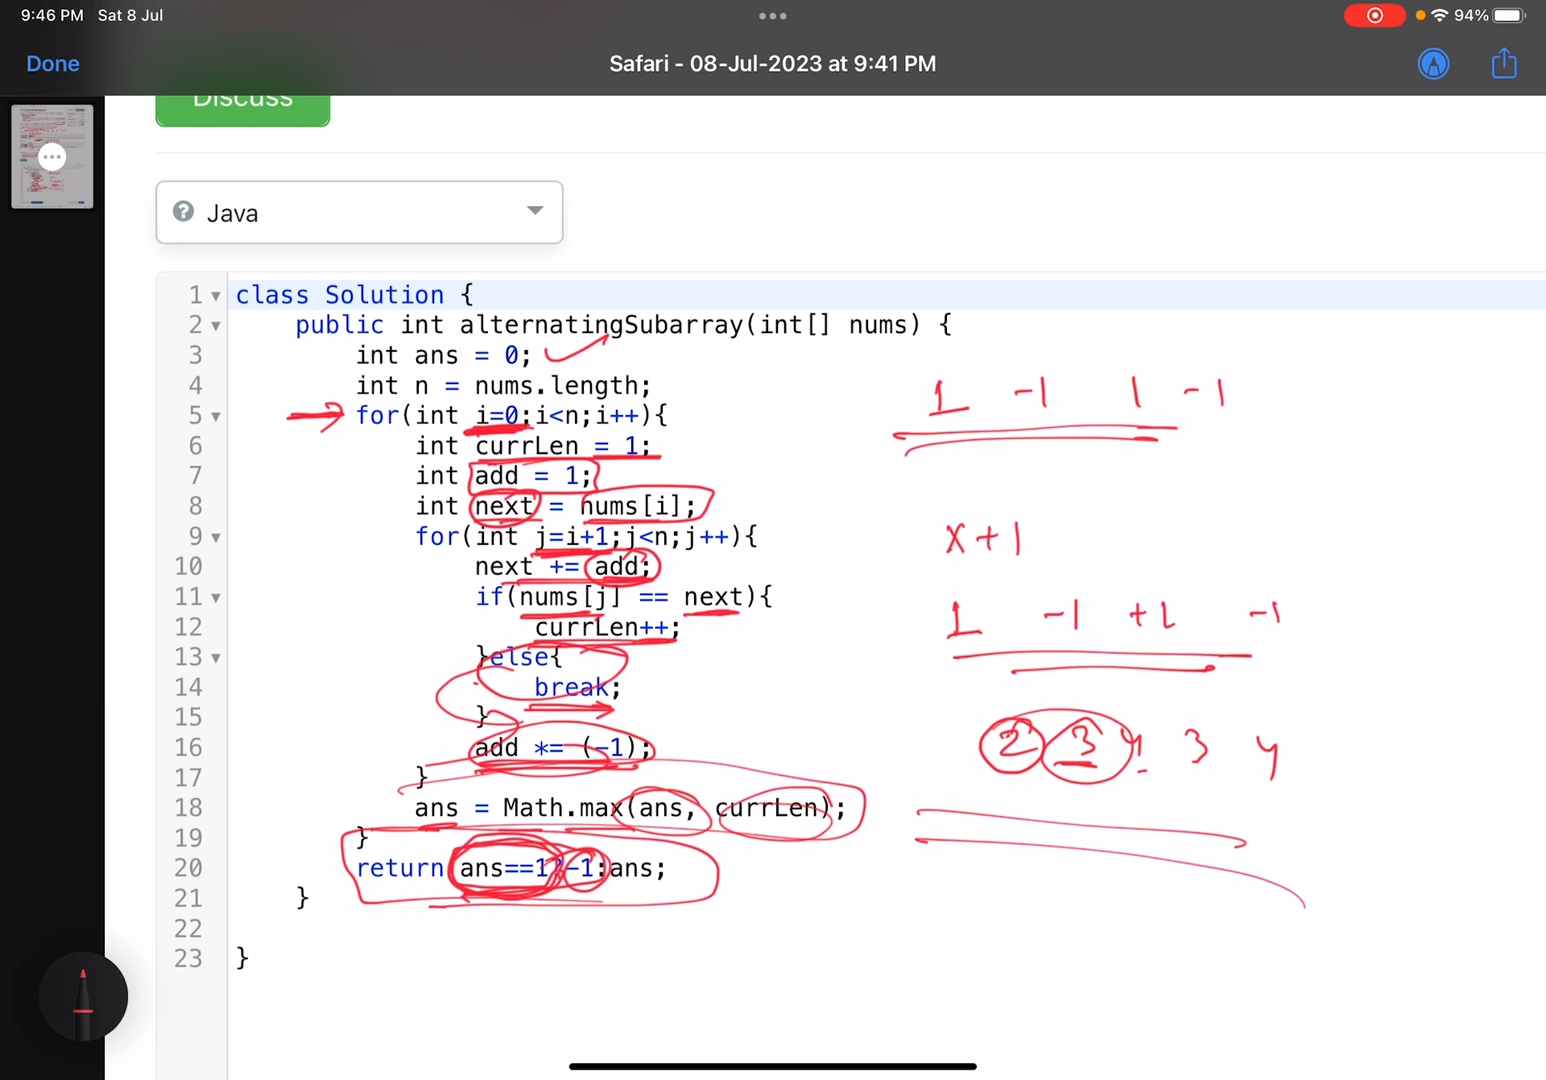 9:46 PM Sat 8 Jul
94%
Done
Safari - 08-Jul-2023 at 9:41 PM
Discuss
Java
1 class Solution {
2 public int alternatingSubarray(int[] nums) {
3 int ans = 0;
4 int n = nums.length;
5 for(int i=0;i<n;i++){
6 int currLen = 1;
7 int add = 1;
8 int next = nums[i];
9 for(int j=i+1;j<n;j++){
10 next += add;
11 if(nums[j] == next){
12 currLen++;
13 }else{
14 break;
15 }
16 add *= (-1);
17 }
18 ans = Math.max(ans, currLen);
19 }
20 return ans==1?-1:ans;
21 }
22
23 }
1 -1 1 -1
x+1
1 -1 +1 -1
2 3 4 3 4